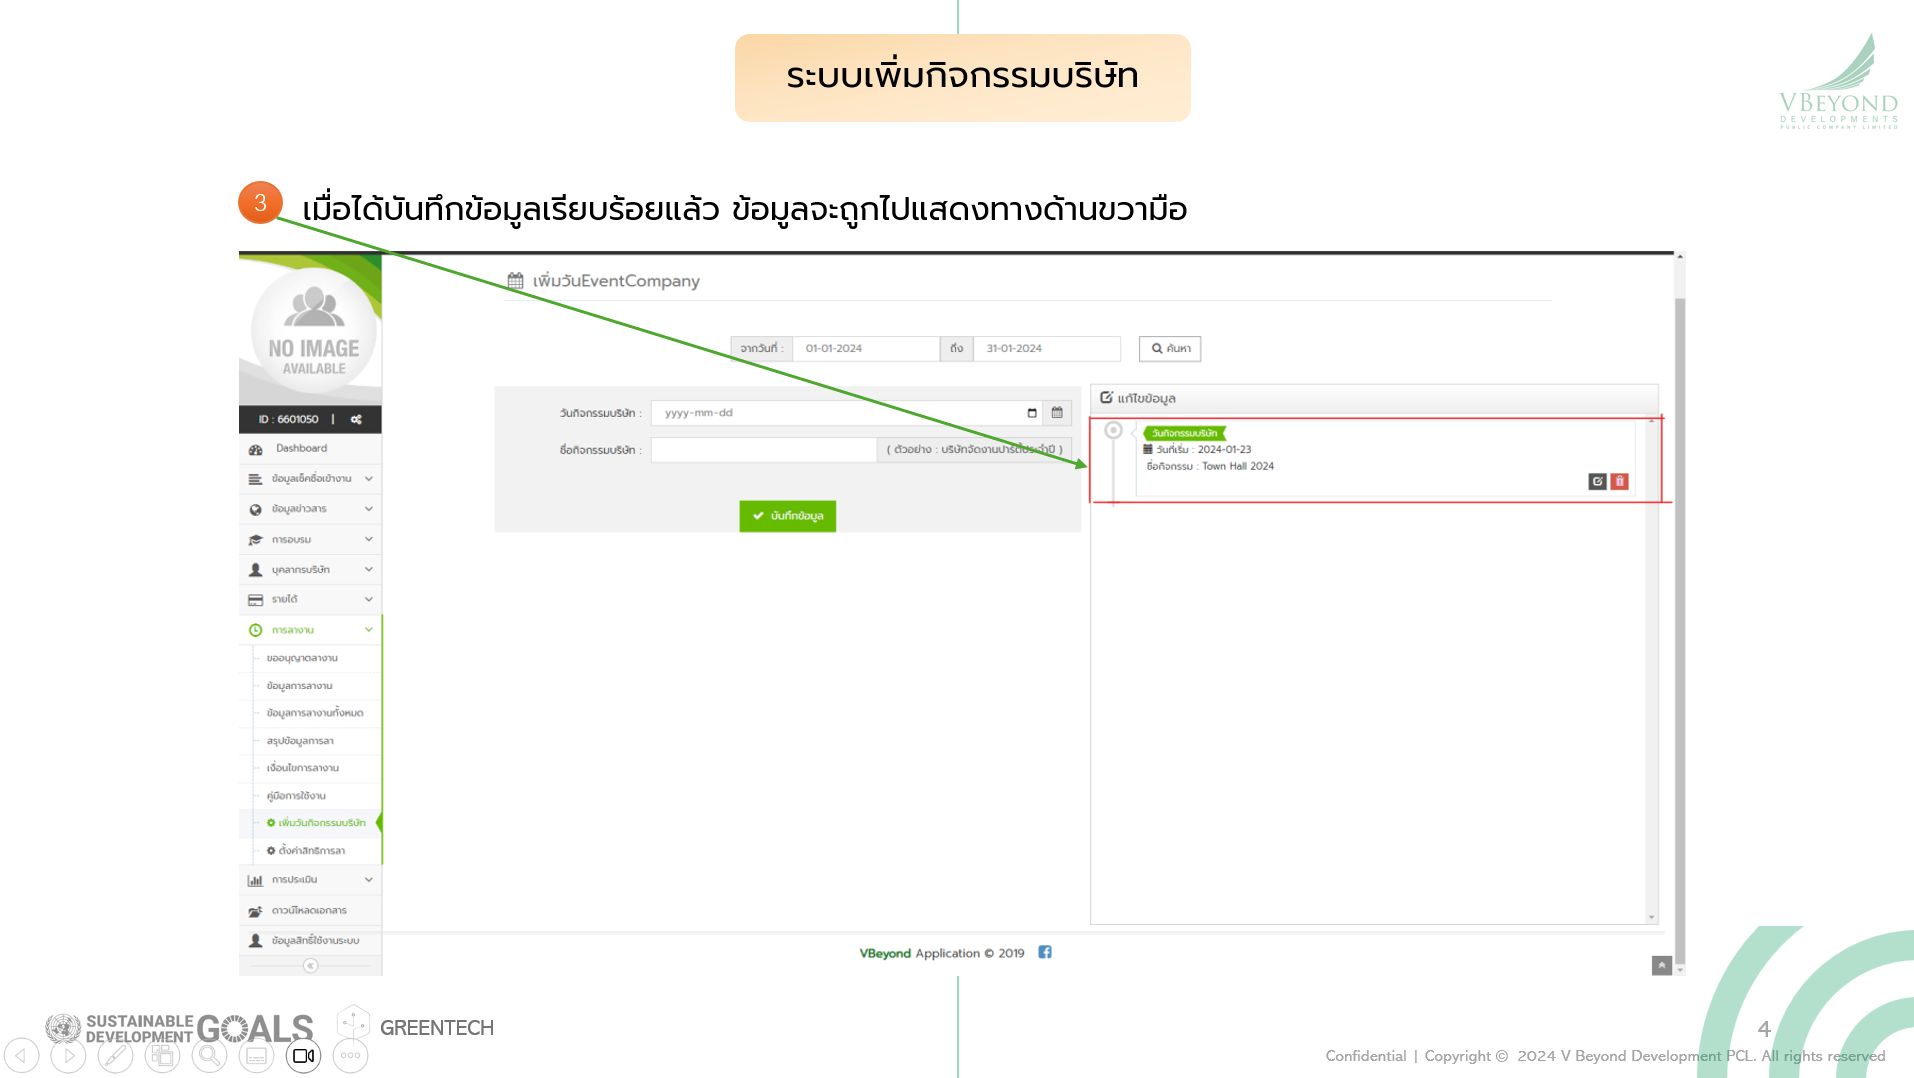 ระบบเพิ่มกิจกรรมบริษัท
VBEYOND
DEVELOPMENTS
PUBLIC COMPANY LIMITED
3 เมื่อได้บันทึกข้อมูลเรียบร้อยแล้ว ข้อมูลจะถูกไปแสดงทางด้านขวามือ
NO IMAGE
AVAILABLE
ID : 6601050 |
Dashboard
ข้อมูลเช็คชื่อเข้างาน
ข้อมูลข่าวสาร
การอบรม
บุคลากรบริษัท
รายได้
การลางาน
ขออนุญาตลางาน
ข้อมูลการลางาน
ข้อมูลการลางานทั้งหมด
สรุปข้อมูลการลา
เงื่อนไขการลางาน
คู่มือการใช้งาน
เพิ่มวันกิจกรรมบริษัท
ตั้งค่าสิทธิการลา
การประเมิน
ดาวน์โหลดเอกสาร
ข้อมูลสิทธิ์ใช้งานระบบ
เพิ่มวันEventCompany
จากวันที่ : 01-01-2024 ถึง 31-01-2024 ค้นหา
วันกิจกรรมบริษัท : yyyy-mm-dd
ชื่อกิจกรรมบริษัท : ( ตัวอย่าง : บริษัทจัดงานปาร์ตี้ประจำปี )
บันทึกข้อมูล
แก้ไขข้อมูล
วันกิจกรรมบริษัท
วันที่เริ่ม : 2024-01-23
ชื่อกิจกรรม : Town Hall 2024
VBeyond Application © 2019
SUSTAINABLE
DEVELOPMENT GOALS
GREENTECH
4
Confidential | Copyright © 2024 V Beyond Development PCL. All rights reserved